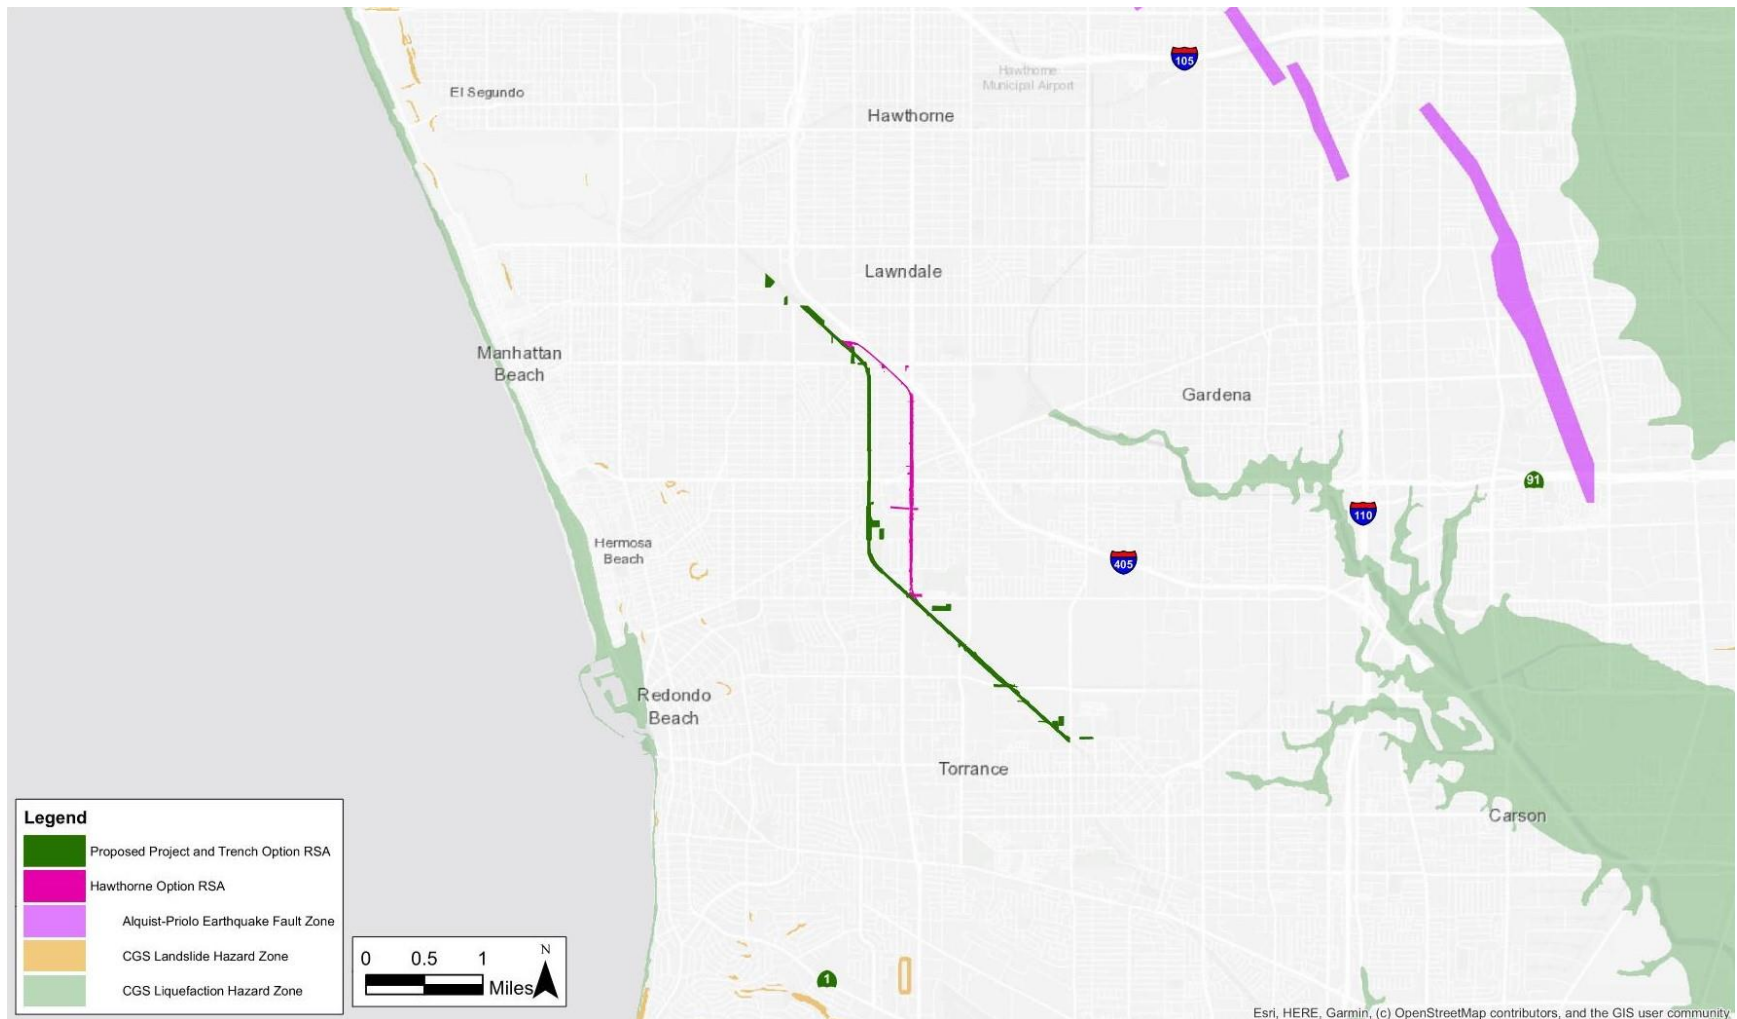 105
Hawthorne
Municipal Airport
El Segundo
Hawthorne
Lawndale
Manhattan
Beach
Gardena
91
110
Hermosa
Beach
405
Redondo
Beach
Torrance
Carson
Legend
Proposed Project and Trench Option RSA
Hawthorne Option RSA
Alquist-Priolo Earthquake Fault Zone
CGS Landslide Hazard Zone
CGS Liquefaction Hazard Zone
0 0.5 1
Miles
N
1
Esri, HERE, Garmin, (c) OpenStreetMap contributors, and the GIS user community